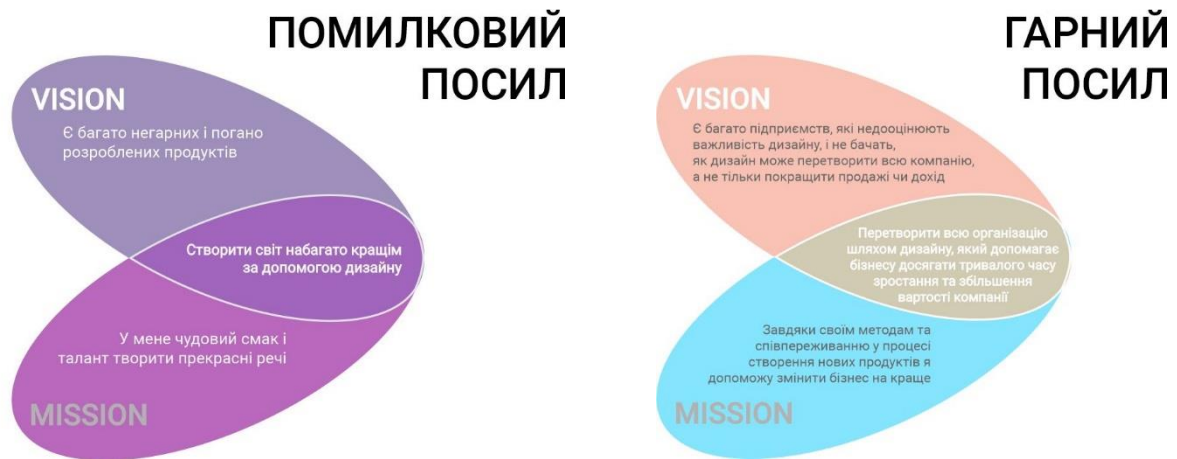 ПОМИЛКОВИЙ
ПОСИЛ
VISION
Є багато негарних і погано
розроблених продуктів
Створити світ набагато кращім
за допомогою дизайну
У мене чудовий смак і
талант творити прекрасні речі
MISSION
ГАРНИЙ
ПОСИЛ
VISION
Є багато підприємств, які недооцінюють
важливість дизайну, і не бачать,
як дизайн може перетворити всю компанію,
а не тільки покращити продажі чи дохід
Перетворити всю організацію
шляхом дизайну, який допомагає
бізнесу досягати тривалого часу
зростання та збільшення
вартості компанії
Завдяки своїм методам та
співпереживанню у процесі
створення нових продуктів я
допоможу змінити бізнес на краще
MISSION